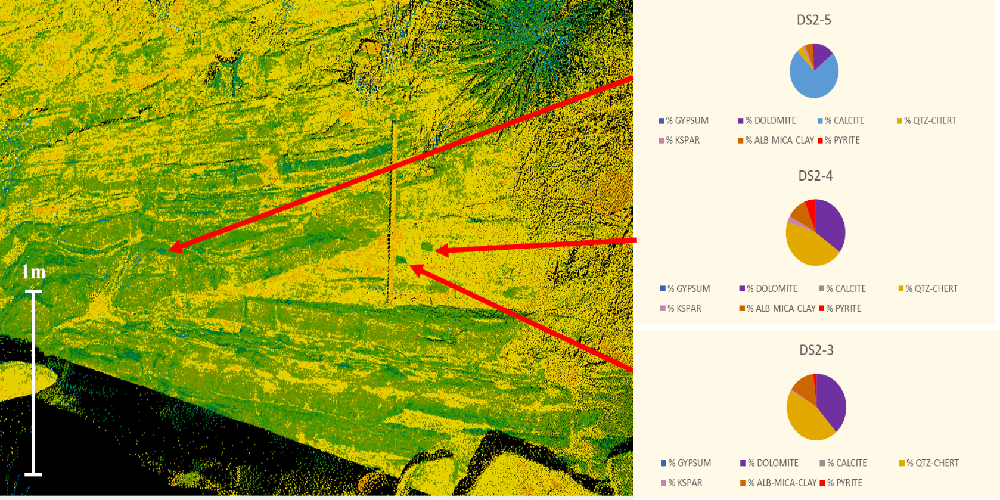 1m
DS2-5
% GYPSUM % DOLOMITE % CALCITE % QTZ-CHERT
% KSPAR % ALB-MICA-CLAY % PYRITE
DS2-4
% GYPSUM % DOLOMITE % CALCITE % QTZ-CHERT
% KSPAR % ALB-MICA-CLAY % PYRITE
DS2-3
% GYPSUM % DOLOMITE % CALCITE % QTZ-CHERT
% KSPAR % ALB-MICA-CLAY % PYRITE